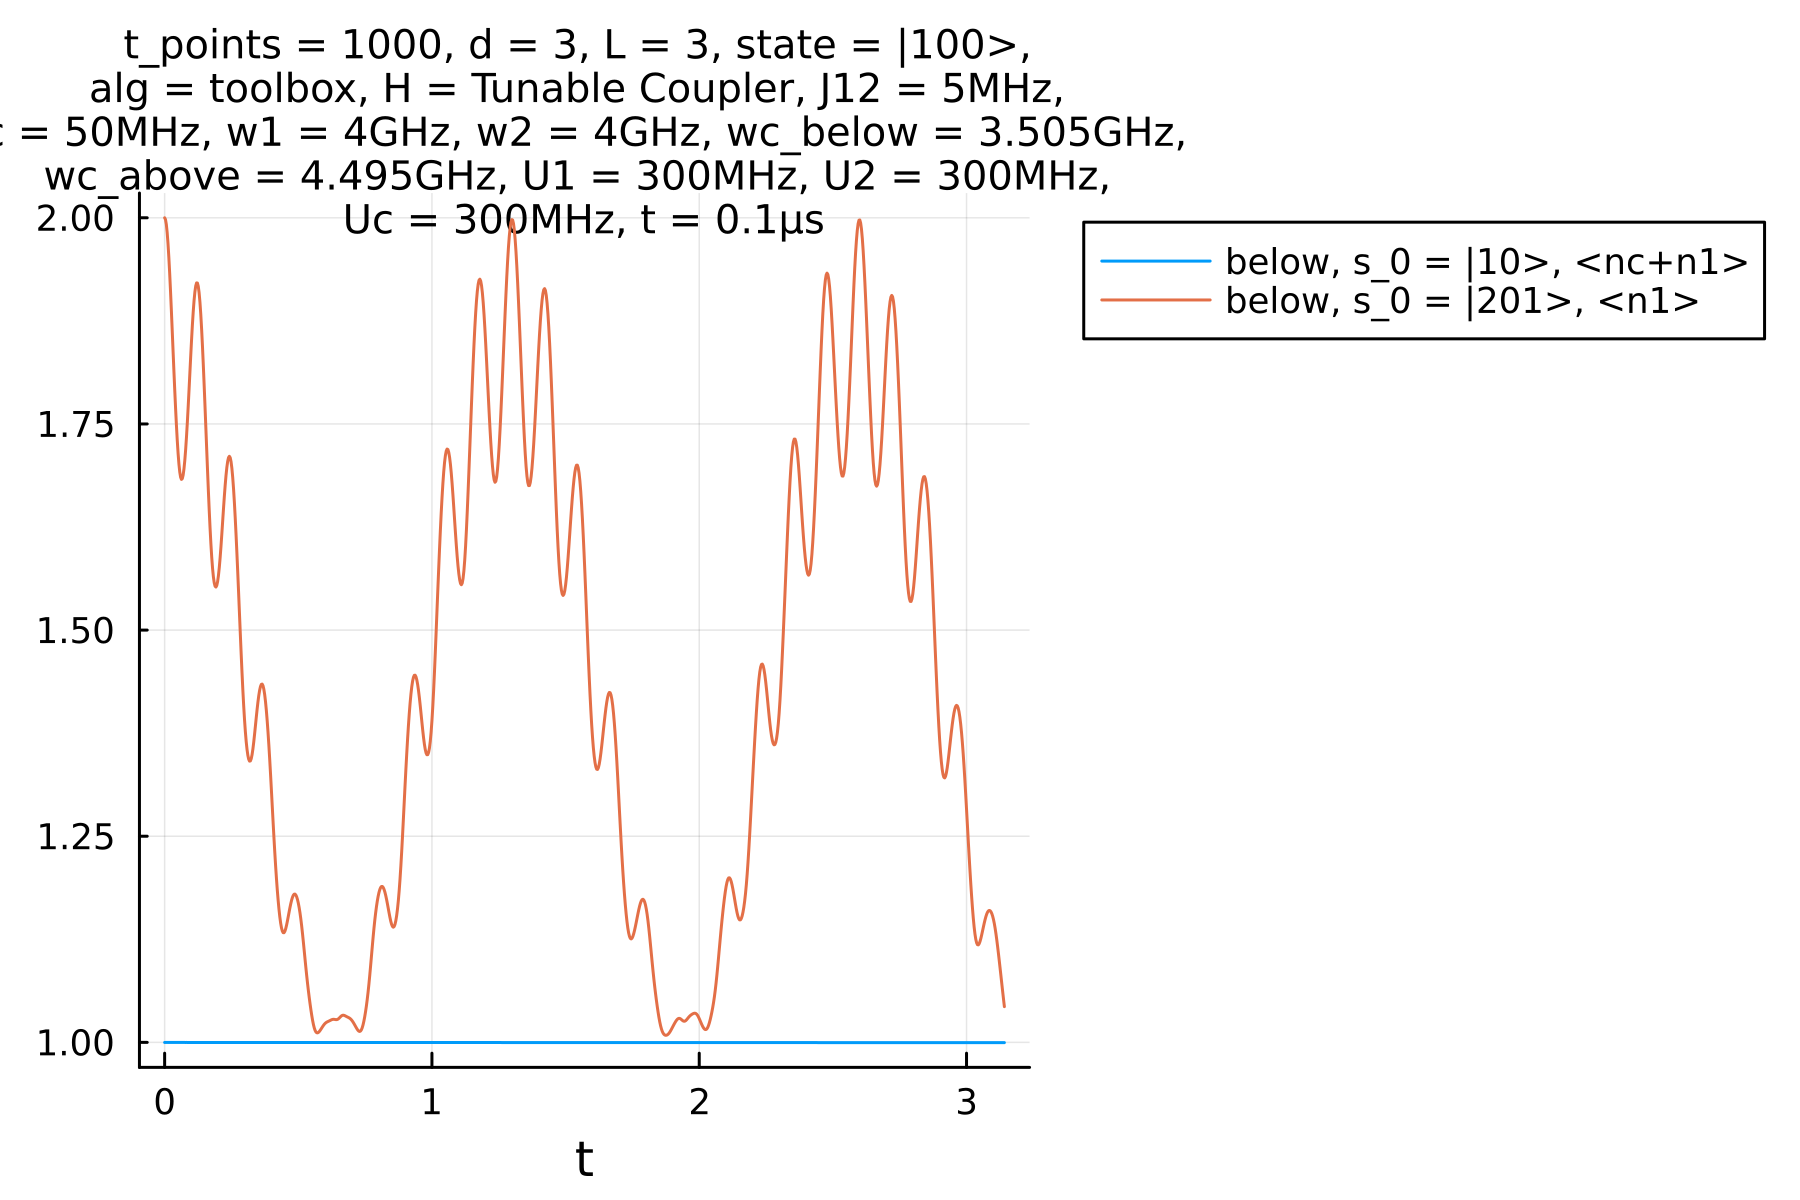 t_points = 1000, d = 3, L = 3, state = |100>,
alg = toolbox, H = Tunable Coupler, J12 = 5MHz,
= 50MHz, w1 = 4GHz, w2 = 4GHz, wc_below = 3.505GHz,
wc_above = 4.495GHz, U1 = 300MHz, U2 = 300MHz,
Uc = 300MHz, t = 0.1μs
2.00
1.75
1.50
1.25
1.00
0 1 2 3
t
below, s_0 = |10>, <nc+n1>
below, s_0 = |201>, <n1>